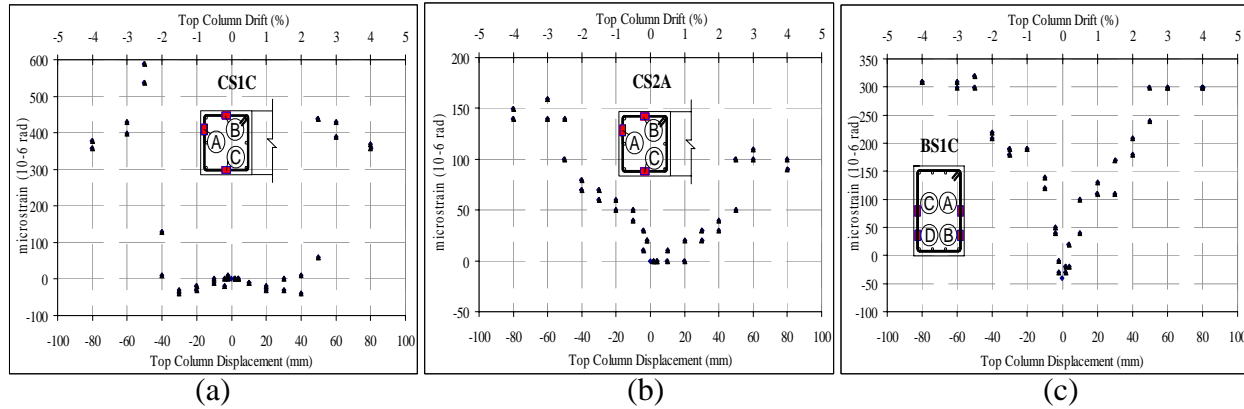 Top Column Drift (%)
-5 -4 -3 -2 -1 0 1 2 3 4 5
600
500
400
300
200
100
0
-100
microstrain (10-6 rad)
CS1C
A
B
C
-100 -80 -60 -40 -20 0 20 40 60 80 100
Top Column Displacement (mm)
(a)
Top Column Drift (%)
-5 -4 -3 -2 -1 0 1 2 3 4 5
200
150
100
50
0
-50
microstrain (10-6 rad)
CS2A
A
B
C
-100 -80 -60 -40 -20 0 20 40 60 80 100
Top Column Displacement (mm)
(b)
Top Column Drift (%)
-5 -4 -3 -2 -1 0 1 2 3 4 5
350
300
250
200
150
100
50
0
-50
-100
microstrain (10-6 rad)
BS1C
C A
D B
-100 -80 -60 -40 -20 0 20 40 60 80 100
Top Column Displacement (mm)
(c)